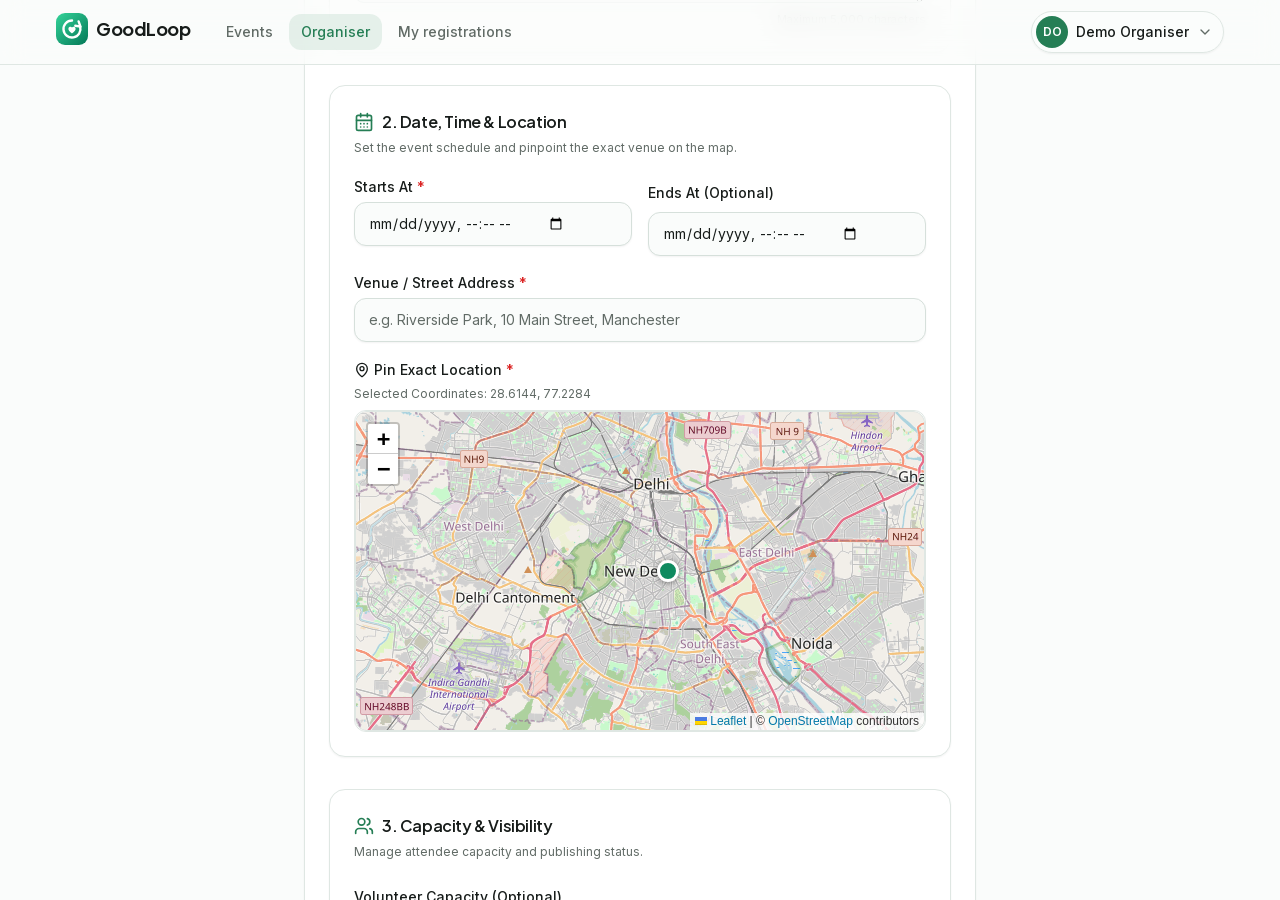 GoodLoop
Events
Organiser
My registrations
DO
Demo Organiser
2. Date, Time & Location
Set the event schedule and pinpoint the exact venue on the map.
Starts At *
Ends At (Optional)
mm/dd/yyyy, --:-- --
mm/dd/yyyy, --:-- --
Venue / Street Address *
e.g. Riverside Park, 10 Main Street, Manchester
Pin Exact Location *
Selected Coordinates: 28.6144, 77.2284
+
−
NH709B
NH 9
Hindon
Airport
NH9
Delhi
Gha
West Delhi
NH24
East Delhi
New De
Delhi Cantonment
South East
Delhi
Noida
Indira Gandhi
International
Airport
NH248BB
Leaflet | © OpenStreetMap contributors
3. Capacity & Visibility
Manage attendee capacity and publishing status.
Volunteer Capacity (Optional)